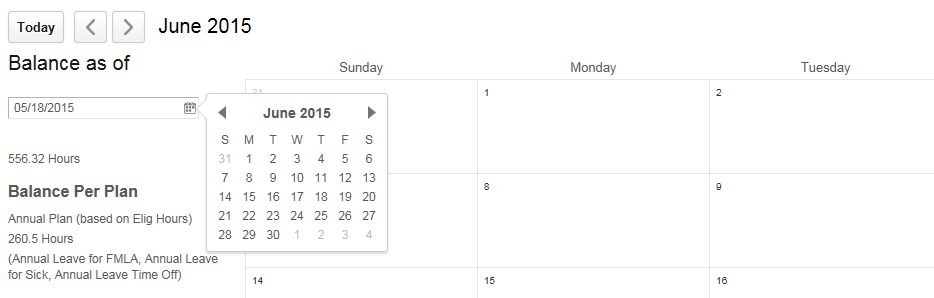 Today
June 2015
Balance as of
Sunday Monday Tuesday
05/18/2015
31 1 2
June 2015
S M T W T F S
31 1 2 3 4 5 6
7 8 9 10 11 12 13
14 15 16 17 18 19 20
21 22 23 24 25 26 27
28 29 30 1 2 3 4
556.32 Hours
Balance Per Plan
Annual Plan (based on Elig Hours)
260.5 Hours
(Annual Leave for FMLA, Annual Leave
for Sick, Annual Leave Time Off)
8 9
14 15 16